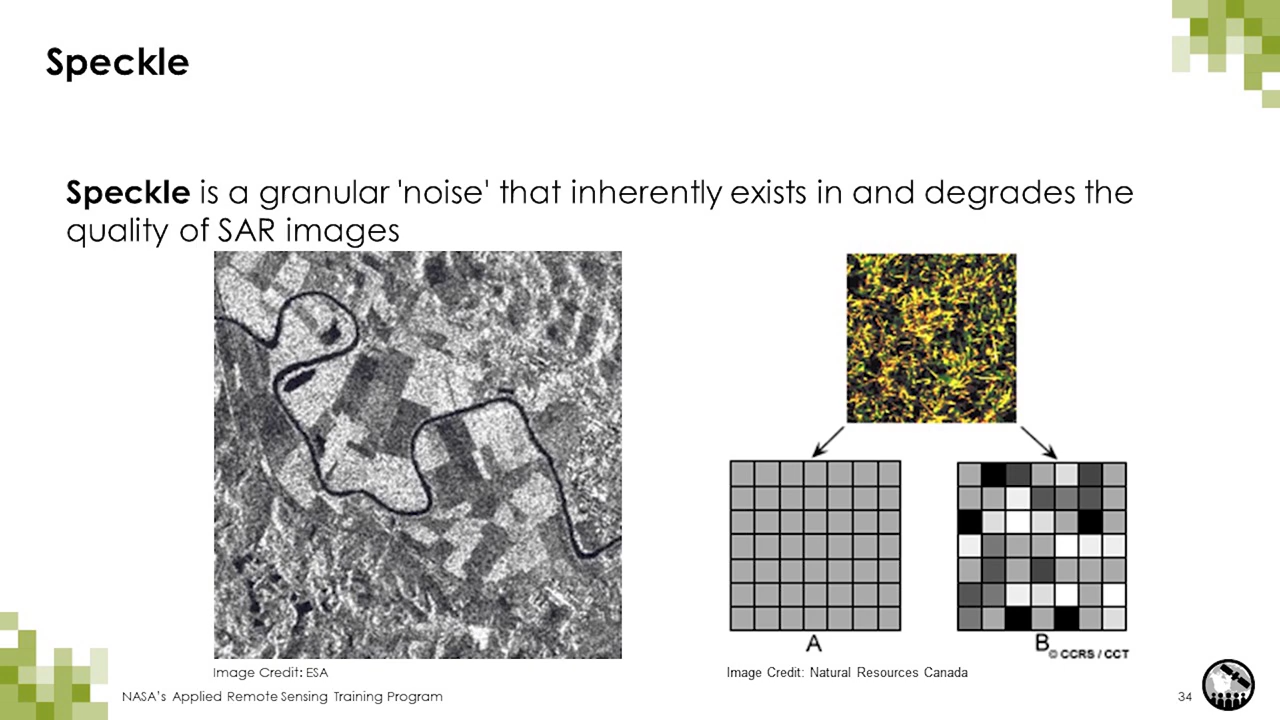 Speckle
Speckle is a granular 'noise' that inherently exists in and degrades the
quality of SAR images
A
B
© CCRS / CCT
Image Credit: ESA
Image Credit: Natural Resources Canada
NASA's Applied Remote Sensing Training Program
34